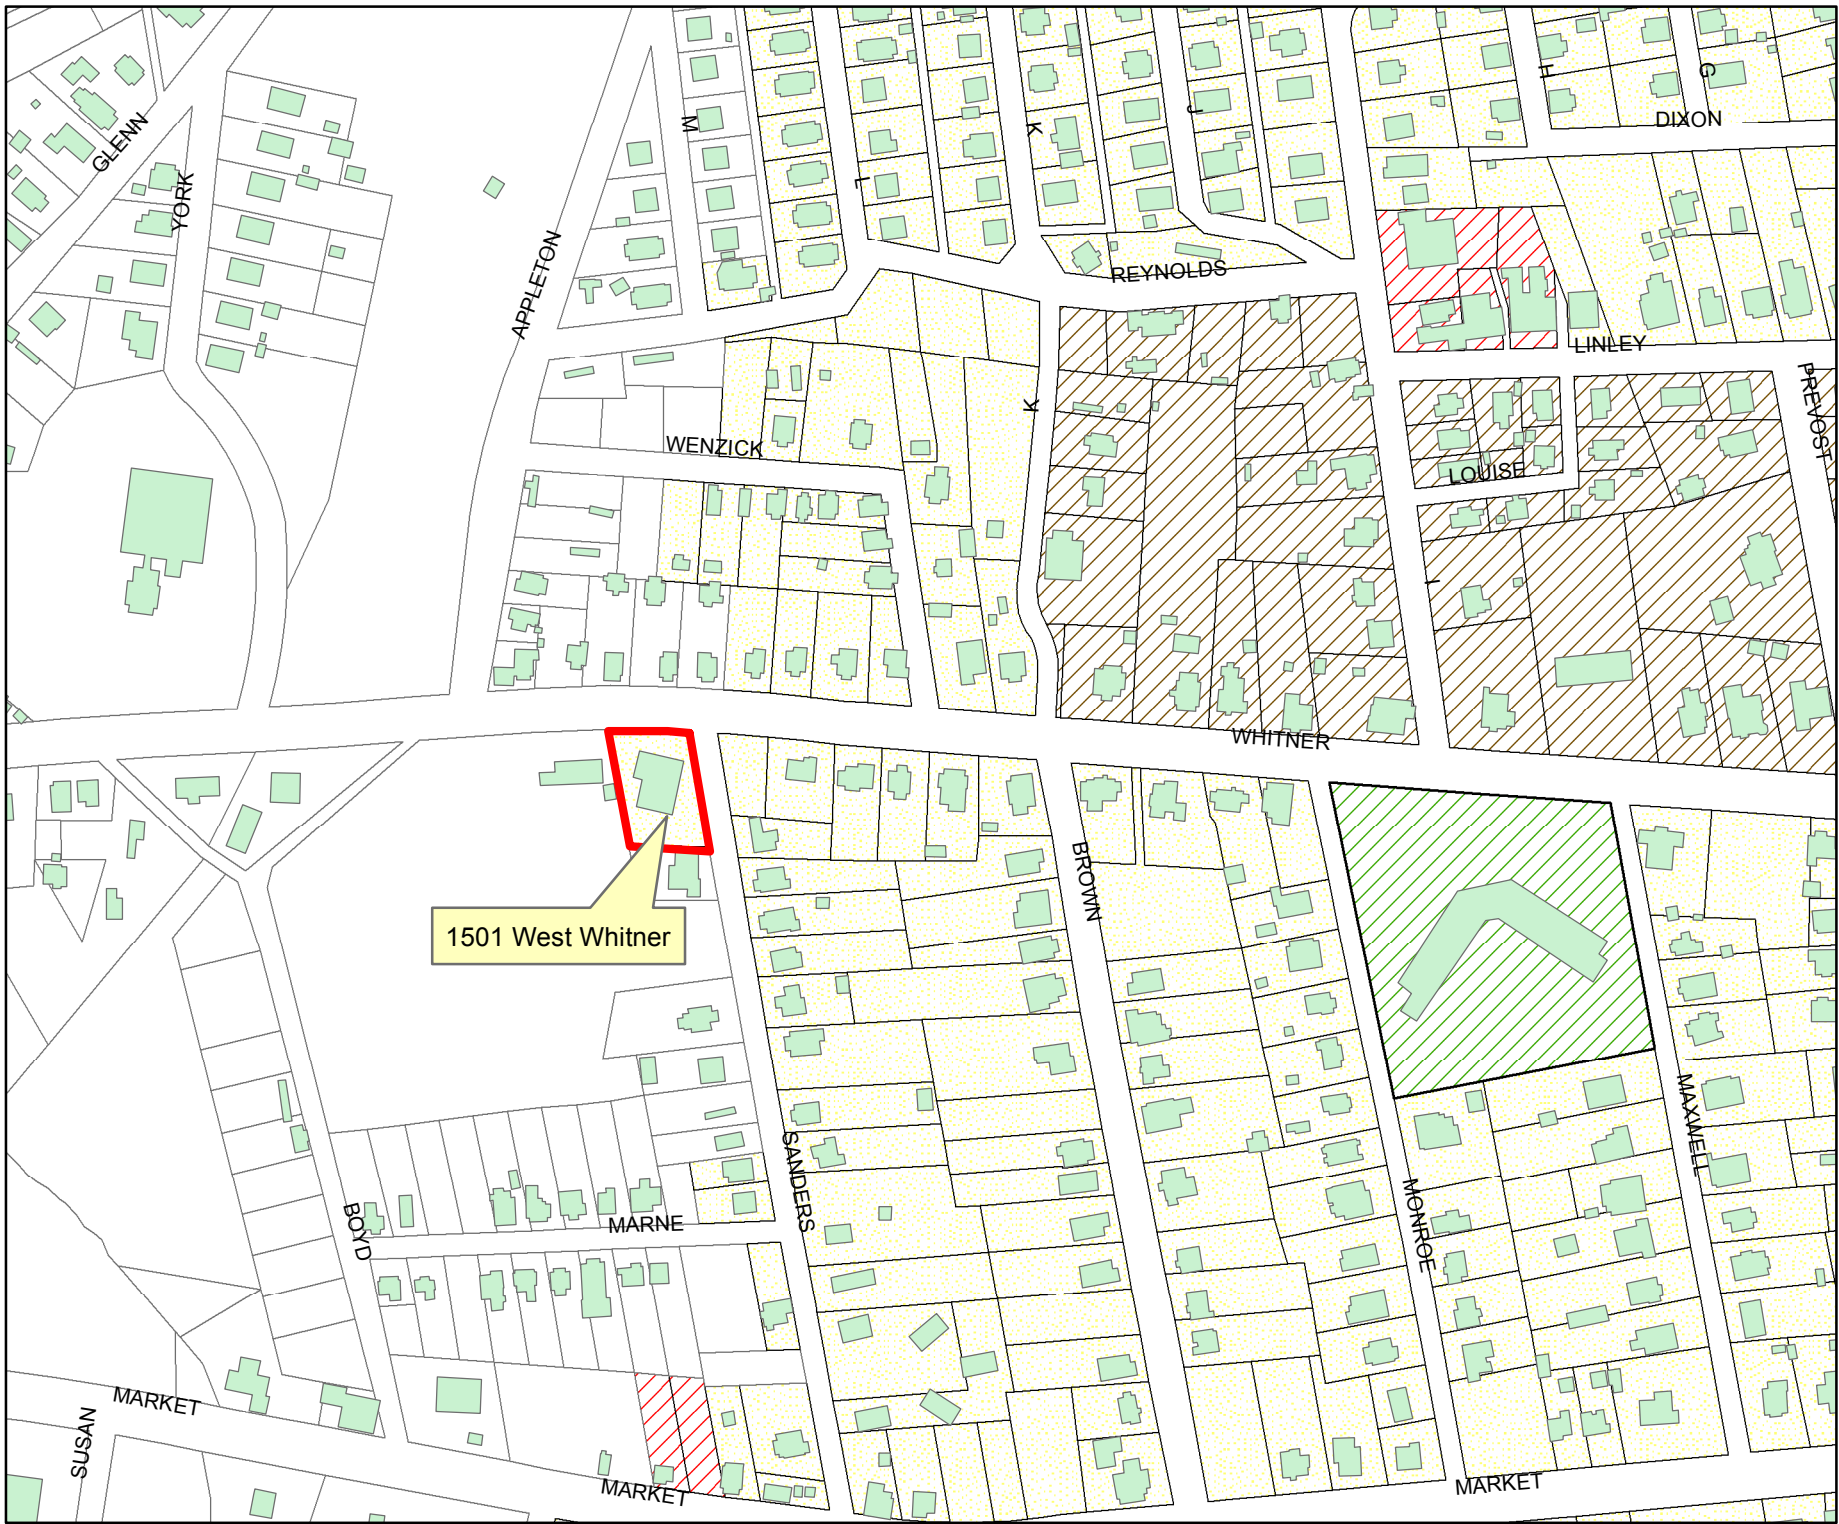 GLENN
YORK
APPLETON
M
L
K
J
H
G
DIXON
REYNOLDS
LINLEY
PREVOST
K
WENZICK
LOUISE
I
WHITNER
1501 West Whitner
BROWN
SANDERS
MAXWELL
MONROE
BOYD
MARNE
MARKET
SUSAN
MARKET
MARKET